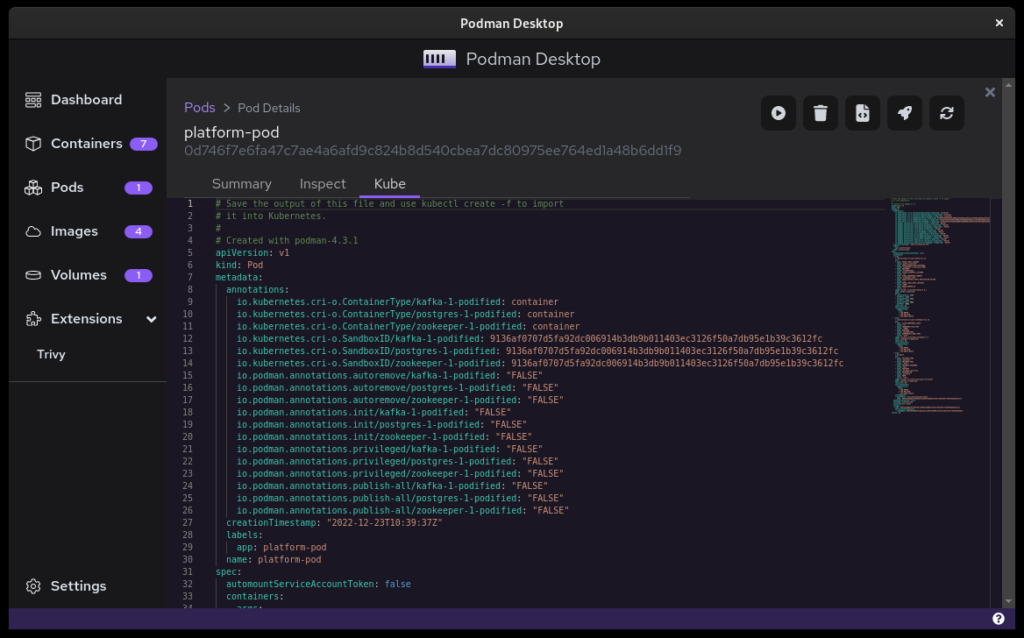 Podman Desktop
Podman Desktop
Dashboard
Containers 7
Pods 1
Images 4
Volumes 1
Extensions
Trivy
Settings
Pods > Pod Details
platform-pod
0d746f7e6fa47c7ae4a6afd9c824b8d540cbea7dc80975ee764ed1a48b6dd1f9
Summary Inspect Kube
1 # Save the output of this file and use kubectl create -f to import
2 # it into Kubernetes.
3 #
4 # Created with podman-4.3.1
5 apiVersion: v1
6 kind: Pod
7 metadata:
8 annotations:
9 io.kubernetes.cri-o.ContainerType/kafka-1-podified: container
10 io.kubernetes.cri-o.ContainerType/postgres-1-podified: container
11 io.kubernetes.cri-o.ContainerType/zookeeper-1-podified: container
12 io.kubernetes.cri-o.SandboxID/kafka-1-podified: 9136af0707d5fa92dc006914b3db9b011403ec3126f50a7db95e1b39c3612fc
13 io.kubernetes.cri-o.SandboxID/postgres-1-podified: 9136af0707d5fa92dc006914b3db9b011403ec3126f50a7db95e1b39c3612fc
14 io.kubernetes.cri-o.SandboxID/zookeeper-1-podified: 9136af0707d5fa92dc006914b3db9b011403ec3126f50a7db95e1b39c3612fc
15 io.podman.annotations.autoremove/kafka-1-podified: "FALSE"
16 io.podman.annotations.autoremove/postgres-1-podified: "FALSE"
17 io.podman.annotations.autoremove/zookeeper-1-podified: "FALSE"
18 io.podman.annotations.init/kafka-1-podified: "FALSE"
19 io.podman.annotations.init/postgres-1-podified: "FALSE"
20 io.podman.annotations.init/zookeeper-1-podified: "FALSE"
21 io.podman.annotations.privileged/kafka-1-podified: "FALSE"
22 io.podman.annotations.privileged/postgres-1-podified: "FALSE"
23 io.podman.annotations.privileged/zookeeper-1-podified: "FALSE"
24 io.podman.annotations.publish-all/kafka-1-podified: "FALSE"
25 io.podman.annotations.publish-all/postgres-1-podified: "FALSE"
26 io.podman.annotations.publish-all/zookeeper-1-podified: "FALSE"
27 creationTimestamp: "2022-12-23T10:39:37Z"
28 labels:
29 app: platform-pod
30 name: platform-pod
31 spec:
32 automountServiceAccountToken: false
33 containers: